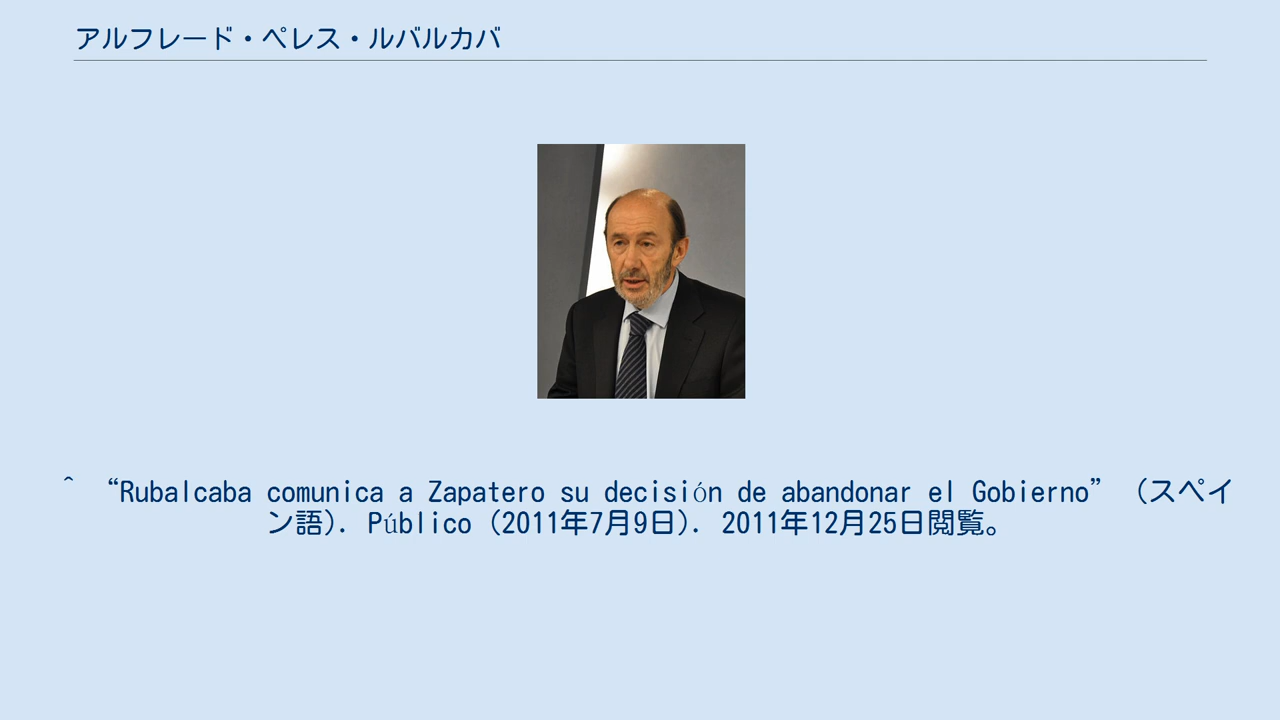 アルフレード・ペレス・ルバルカバ
^ “Rubalcaba comunica a Zapatero su decisión de abandonar el Gobierno” (スペイ
ン語). Público (2011年7月9日). 2011年12月25日閲覧。